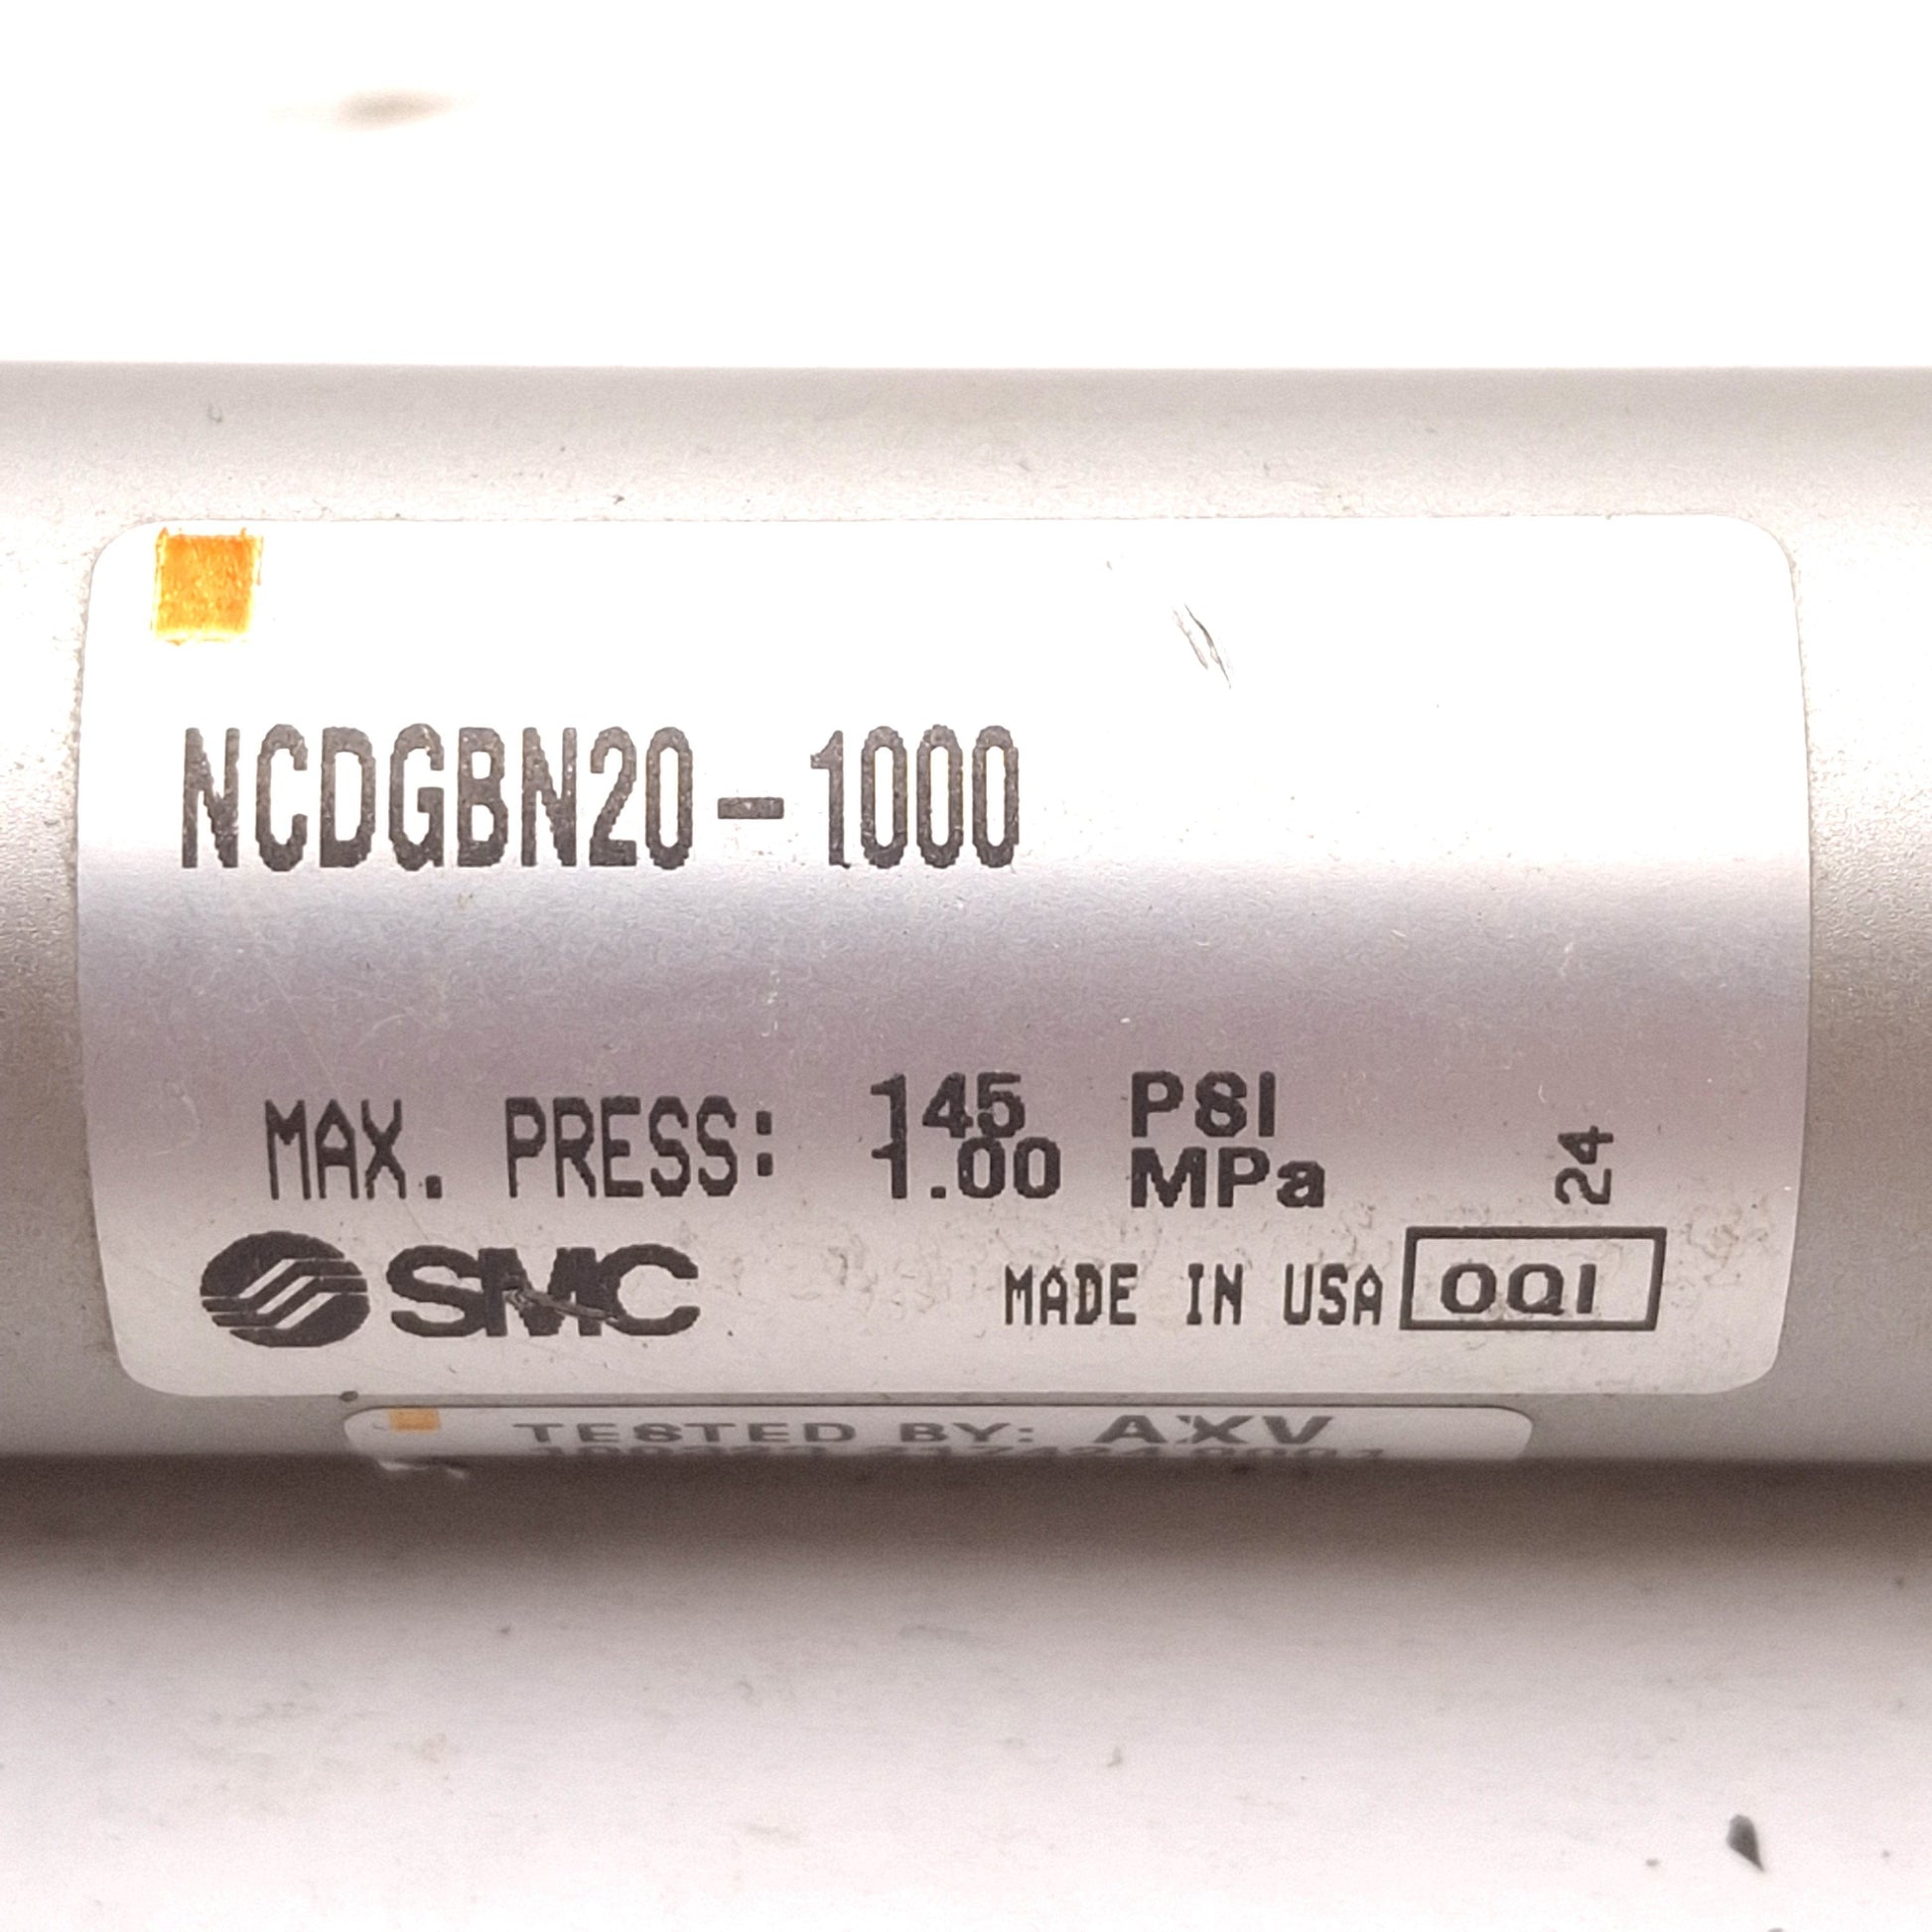 NCDGBN20-1000
MAX. PRESS: 145 PSI
1.00 MPa
24
SMC
MADE IN USA OQI
TESTED BY: AXV